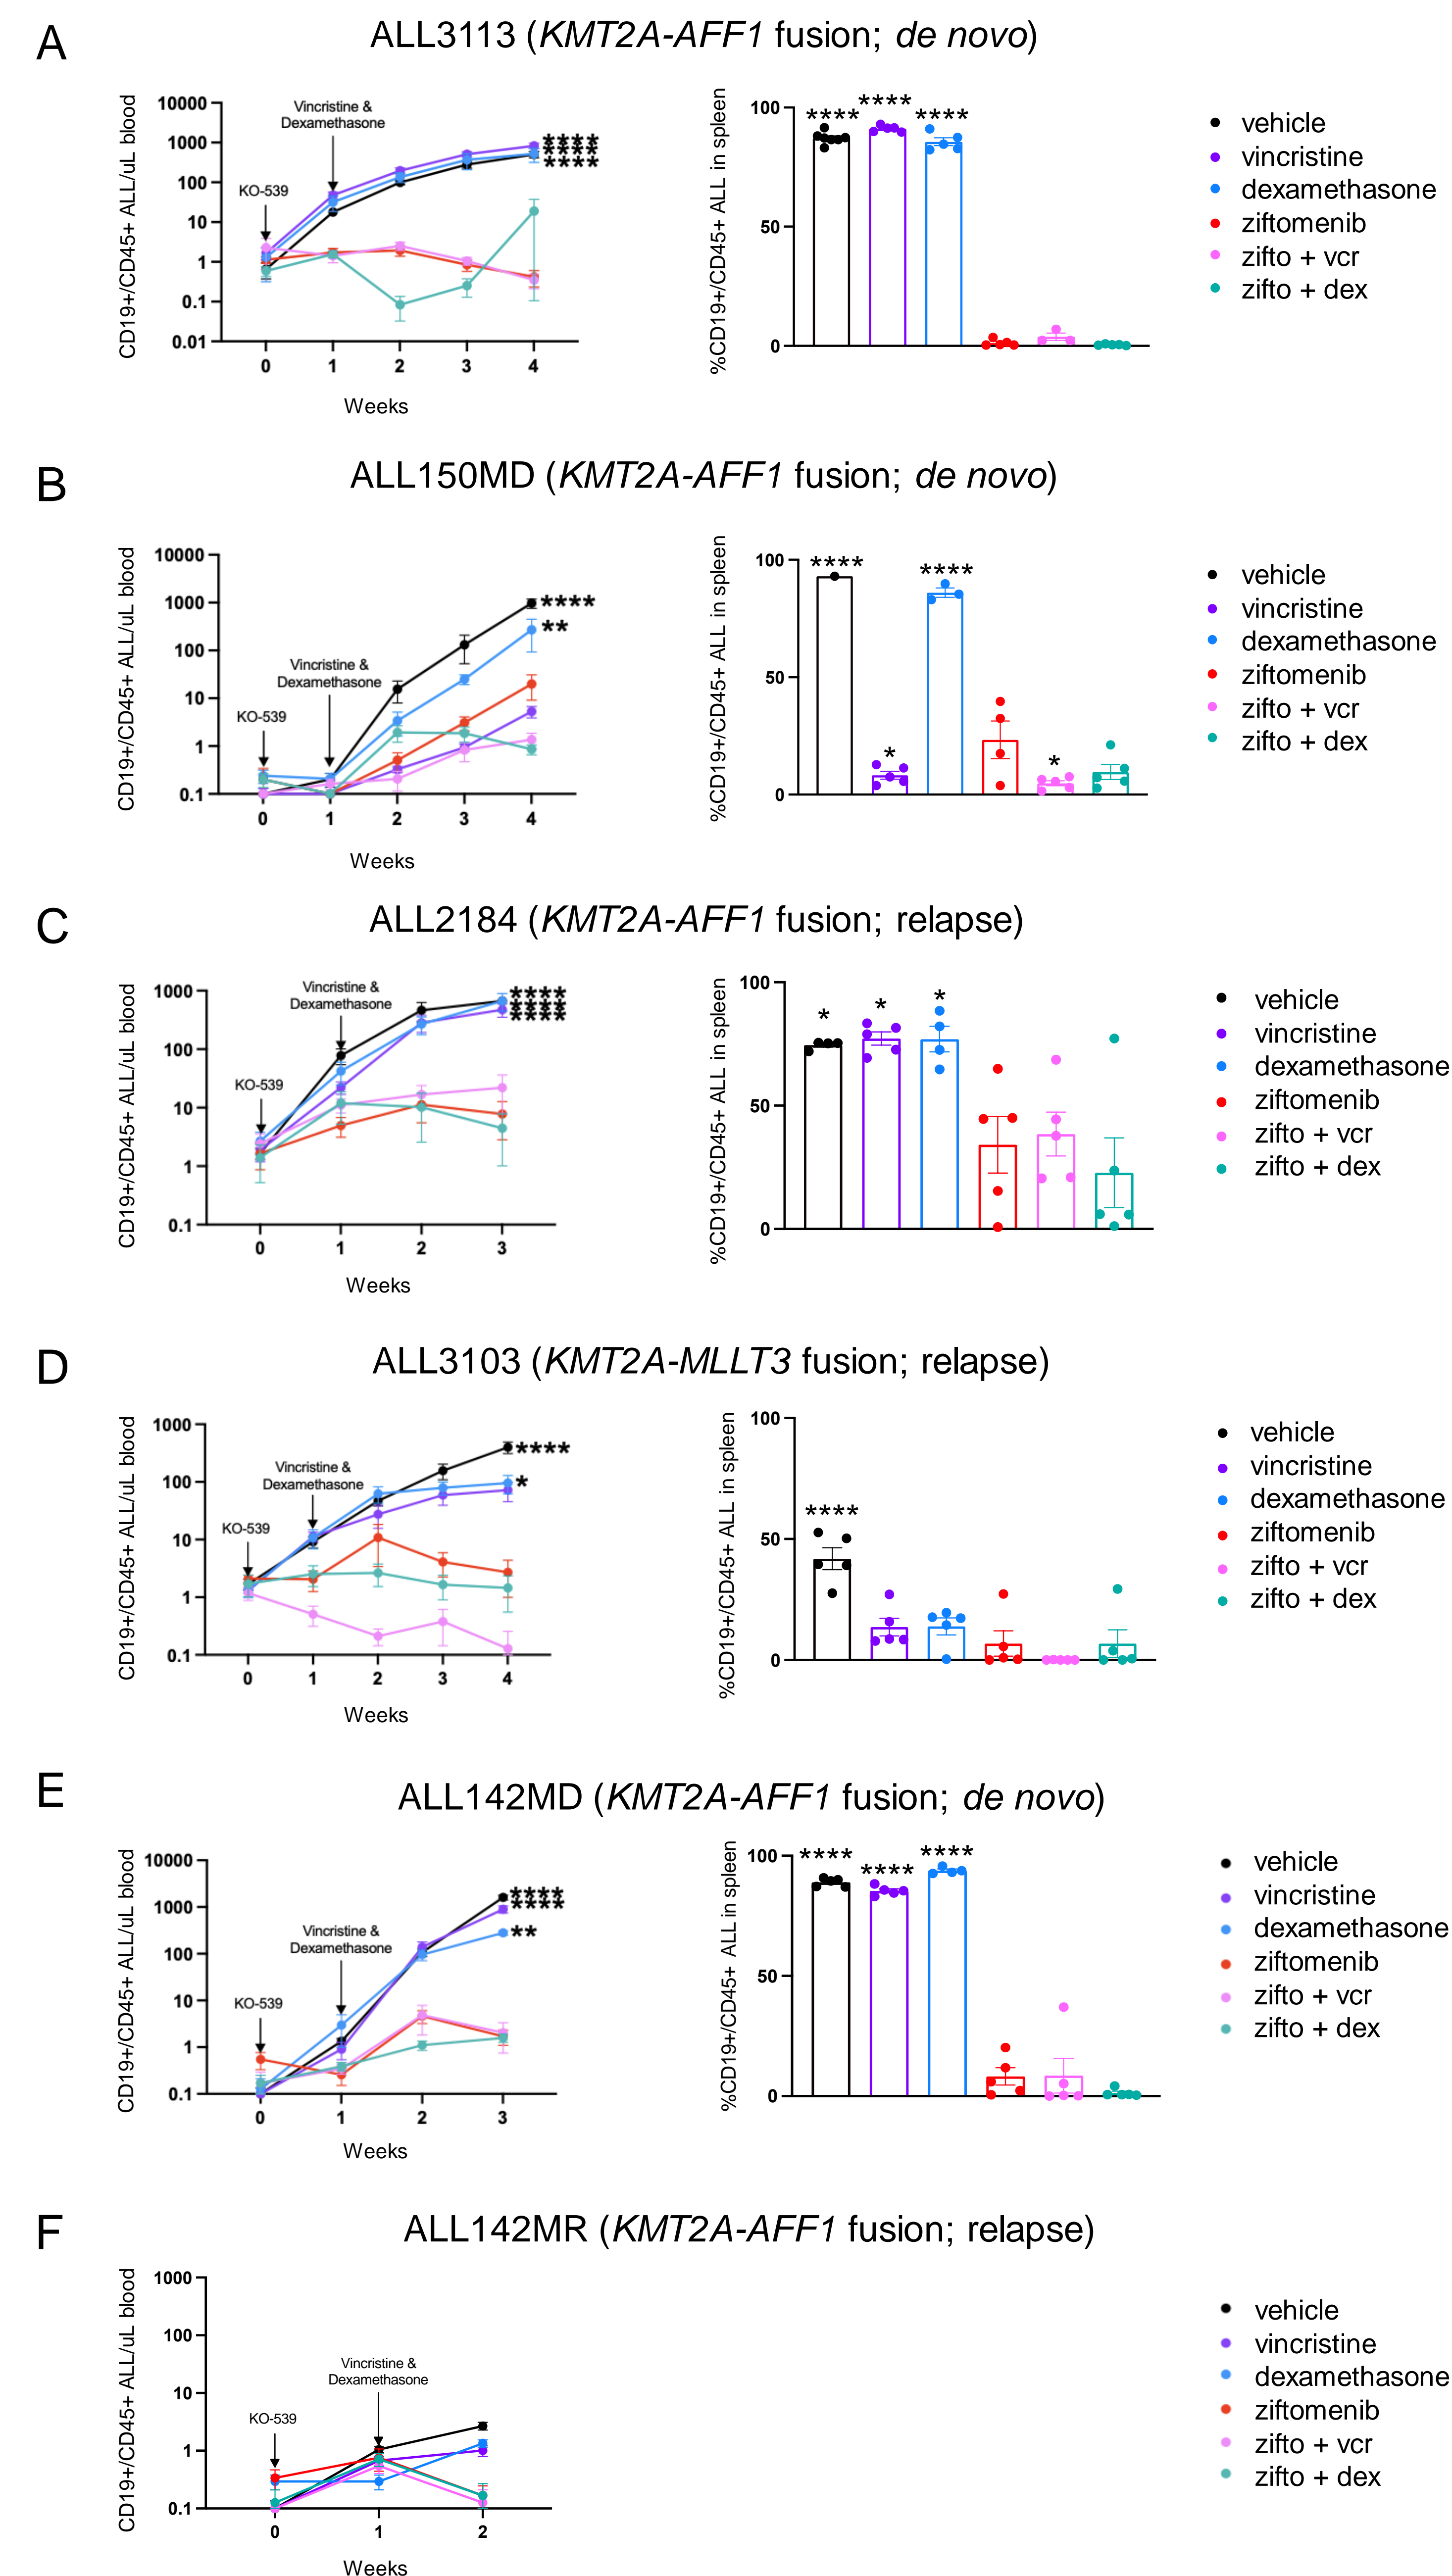 A
ALL3113 (KMT2A-AFF1 fusion; de novo)
CD19+/CD45+ ALL/uL blood
10000
1000
100
10
1
0.1
0.01
KO-539
Vincristine &
Dexamethasone
****
****
****
0 1 2 3 4
Weeks
%CD19+/CD45+ ALL in spleen
100
50
0
**** **** ****
vehicle
vincristine
dexamethasone
ziftomenib
zifto + vcr
zifto + dex
B
ALL150MD (KMT2A-AFF1 fusion; de novo)
CD19+/CD45+ ALL/uL blood
10000
1000
100
10
1
0.1
KO-539
Vincristine &
Dexamethasone
****
**
0 1 2 3 4
Weeks
%CD19+/CD45+ ALL in spleen
100
50
0
**** * **** *
vehicle
vincristine
dexamethasone
ziftomenib
zifto + vcr
zifto + dex
C
ALL2184 (KMT2A-AFF1 fusion; relapse)
CD19+/CD45+ ALL/uL blood
1000
100
10
1
0.1
KO-539
Vincristine &
Dexamethasone
****
****
****
0 1 2 3
Weeks
%CD19+/CD45+ ALL in spleen
100
50
0
* * *
vehicle
vincristine
dexamethasone
ziftomenib
zifto + vcr
zifto + dex
D
ALL3103 (KMT2A-MLLT3 fusion; relapse)
CD19+/CD45+ ALL/uL blood
1000
100
10
1
0.1
KO-539
Vincristine &
Dexamethasone
****
*
0 1 2 3 4
Weeks
%CD19+/CD45+ ALL in spleen
100
50
0
****
vehicle
vincristine
dexamethasone
ziftomenib
zifto + vcr
zifto + dex
E
ALL142MD (KMT2A-AFF1 fusion; de novo)
CD19+/CD45+ ALL/uL blood
10000
1000
100
10
1
0.1
KO-539
Vincristine &
Dexamethasone
****
****
**
0 1 2 3
Weeks
%CD19+/CD45+ ALL in spleen
100
50
0
**** **** ****
vehicle
vincristine
dexamethasone
ziftomenib
zifto + vcr
zifto + dex
F
ALL142MR (KMT2A-AFF1 fusion; relapse)
CD19+/CD45+ ALL/uL blood
1000
100
10
1
0.1
KO-539
Vincristine &
Dexamethasone
0 1 2
Weeks
vehicle
vincristine
dexamethasone
ziftomenib
zifto + vcr
zifto + dex